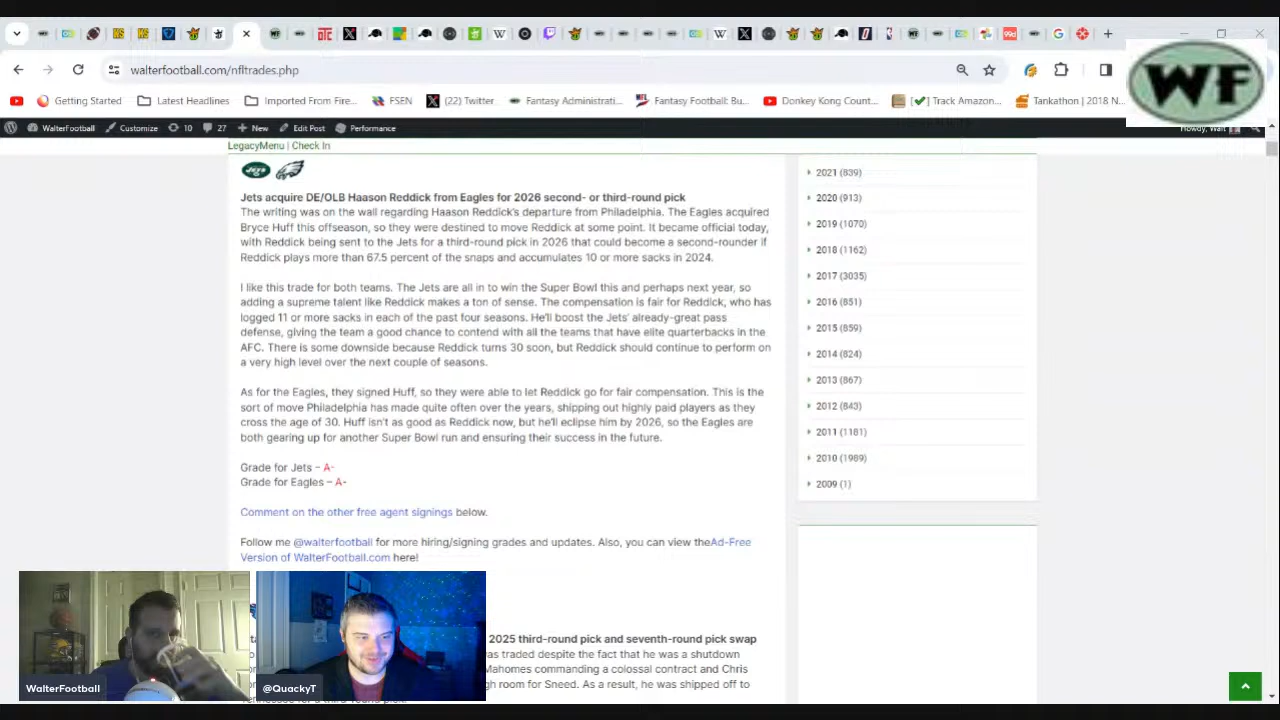 walterfootball.com/nfltrades.php
WF
Getting Started
Latest Headlines
Imported From Fire...
FSEN
(22) Twitter
Fantasy Administrati...
Fantasy Football: Bu...
Donkey Kong Count...
Track Amazon...
Tankathon | 2018 N...
WalterFootball
Customize
10
27
New
Edit Post
Performance
Howdy, Walt
LegacyMenu | Check In
JETS
Jets acquire DE/OLB Haason Reddick from Eagles for 2026 second- or third-round pick
The writing was on the wall regarding Haason Reddick's departure from Philadelphia. The Eagles acquired
Bryce Huff this offseason, so they were destined to move Reddick at some point. It became official today,
with Reddick being sent to the Jets for a third-round pick in 2026 that could become a second-rounder if
Reddick plays more than 67.5 percent of the snaps and accumulates 10 or more sacks in 2024.
I like this trade for both teams. The Jets are all in to win the Super Bowl this and perhaps next year, so
adding a supreme talent like Reddick makes a ton of sense. The compensation is fair for Reddick, who has
logged 11 or more sacks in each of the past four seasons. He'll boost the Jets' already-great pass
defense, giving the team a good chance to contend with all the teams that have elite quarterbacks in the
AFC. There is some downside because Reddick turns 30 soon, but Reddick should continue to perform on
a very high level over the next couple of seasons.
As for the Eagles, they signed Huff, so they were able to let Reddick go for fair compensation. This is the
sort of move Philadelphia has made quite often over the years, shipping out highly paid players as they
cross the age of 30. Huff isn't as good as Reddick now, but he'll eclipse him by 2026, so the Eagles are
both gearing up for another Super Bowl run and ensuring their success in the future.
Grade for Jets – A-
Grade for Eagles – A-
Comment on the other free agent signings below.
Follow me @walterfootball for more hiring/signing grades and updates. Also, you can view theAd-Free
Version of WalterFootball.com here!
2025 third-round pick and seventh-round pick swap
was traded despite the fact that he was a shutdown
Mahomes commanding a colossal contract and Chris
room for Sneed. As a result, he was shipped off to
2021 (839)
2020 (913)
2019 (1070)
2018 (1162)
2017 (3035)
2016 (851)
2015 (859)
2014 (824)
2013 (867)
2012 (843)
2011 (1181)
2010 (1989)
2009 (1)
WalterFootball
@QuackyT